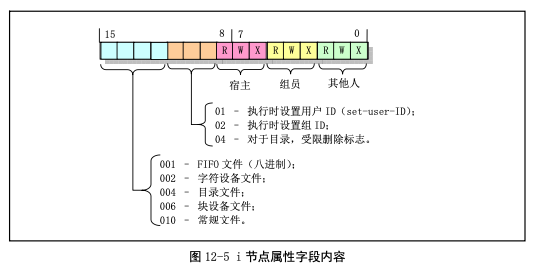 15 8 7 0
R W X R W X R W X
宿主 组员 其他人
01 - 执行时设置用户 ID（set-user-ID）；
02 - 执行时设置组 ID；
04 - 对于目录，受限删除标志。
001 - FIFO 文件（八进制）；
002 - 字符设备文件；
004 - 目录文件；
006 - 块设备文件；
010 - 常规文件。
图 12-5 i 节点属性字段内容